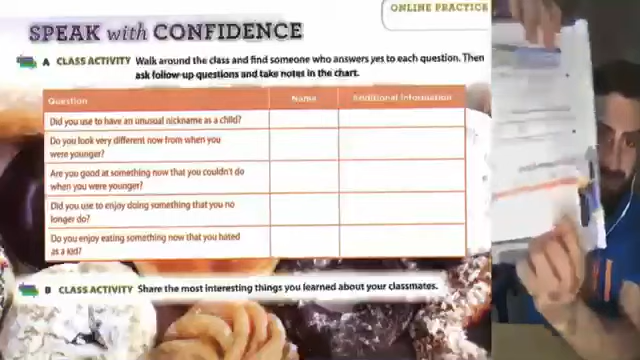 ONLINE PRACTICE
SPEAK with CONFIDENCE
A CLASS ACTIVITY Walk around the class and find someone who answers yes to each question. Then
ask follow-up questions and take notes in the chart.
Question Name Additional Information
Did you use to have an unusual nickname as a child?
Do you look very different now from when you
were younger?
Are you good at something now that you couldn't do
when you were younger?
Did you use to enjoy doing something that you no
longer do?
Do you enjoy eating something now that you hated
as a kid?
B CLASS ACTIVITY Share the most interesting things you learned about your classmates.